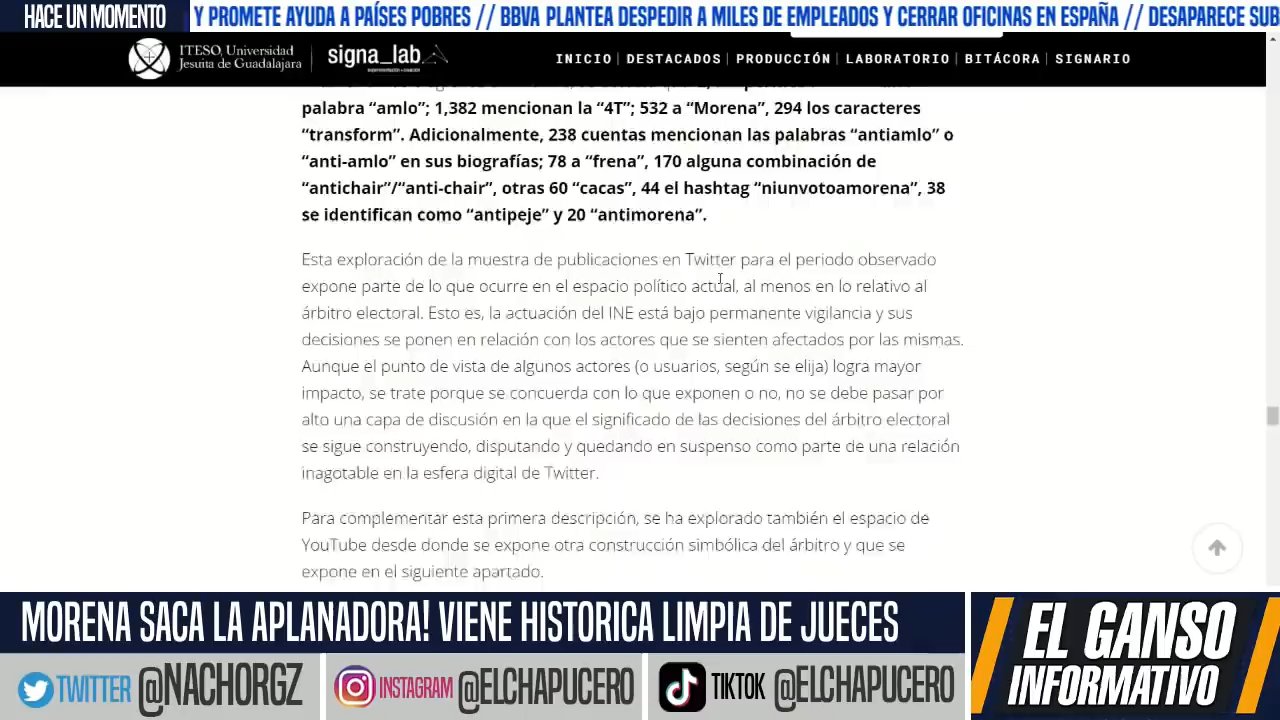 HACE UN MOMENTO
Y PROMETE AYUDA A PAÍSES POBRES // BBVA PLANTEA DESPEDIR A MILES DE EMPLEADOS Y CERRAR OFICINAS EN ESPAÑA // DESAPARECE SUB
ITESO, Universidad
Jesuita de Guadalajara
signa_lab
INICIO | DESTACADOS | PRODUCCIÓN | LABORATORIO | BITÁCORA | SIGNARIO
palabra “amlo”; 1,382 mencionan la “4T”; 532 a “Morena”, 294 los caracteres
“transform”. Adicionalmente, 238 cuentas mencionan las palabras “antiamlo” o
“anti-amlo” en sus biografías; 78 a “frena”, 170 alguna combinación de
“antichair”/“anti-chair”, otras 60 “cacas”, 44 el hashtag “niunvotoamorena”, 38
se identifican como “antipeje” y 20 “antimorena”.
Esta exploración de la muestra de publicaciones en Twitter para el periodo observado
expone parte de lo que ocurre en el espacio político actual, al menos en lo relativo al
árbitro electoral. Esto es, la actuación del INE está bajo permanente vigilancia y sus
decisiones se ponen en relación con los actores que se sienten afectados por las mismas.
Aunque el punto de vista de algunos actores (o usuarios, según se elija) logra mayor
impacto, se trate porque se concuerda con lo que exponen o no, no se debe pasar por
alto una capa de discusión en la que el significado de las decisiones del árbitro electoral
se sigue construyendo, disputando y quedando en suspenso como parte de una relación
inagotable en la esfera digital de Twitter.
Para complementar esta primera descripción, se ha explorado también el espacio de
YouTube desde donde se expone otra construcción simbólica del árbitro y que se
expone en el siguiente apartado.
MORENA SACA LA APLANADORA! VIENE HISTORICA LIMPIA DE JUECES
EL GANSO
INFORMATIVO
TWITTER @NACHORGZ
INSTAGRAM @ELCHAPUCERO
TIKTOK @ELCHAPUCERO